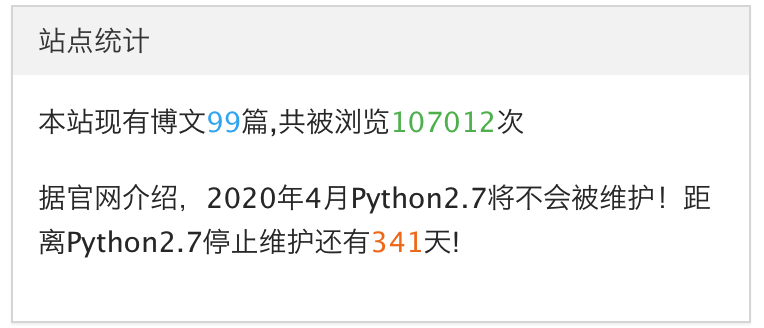 站点统计
本站现有博文99篇,共被浏览107012次
据官网介绍，2020年4月Python2.7将不会被维护！距
离Python2.7停止维护还有341天!